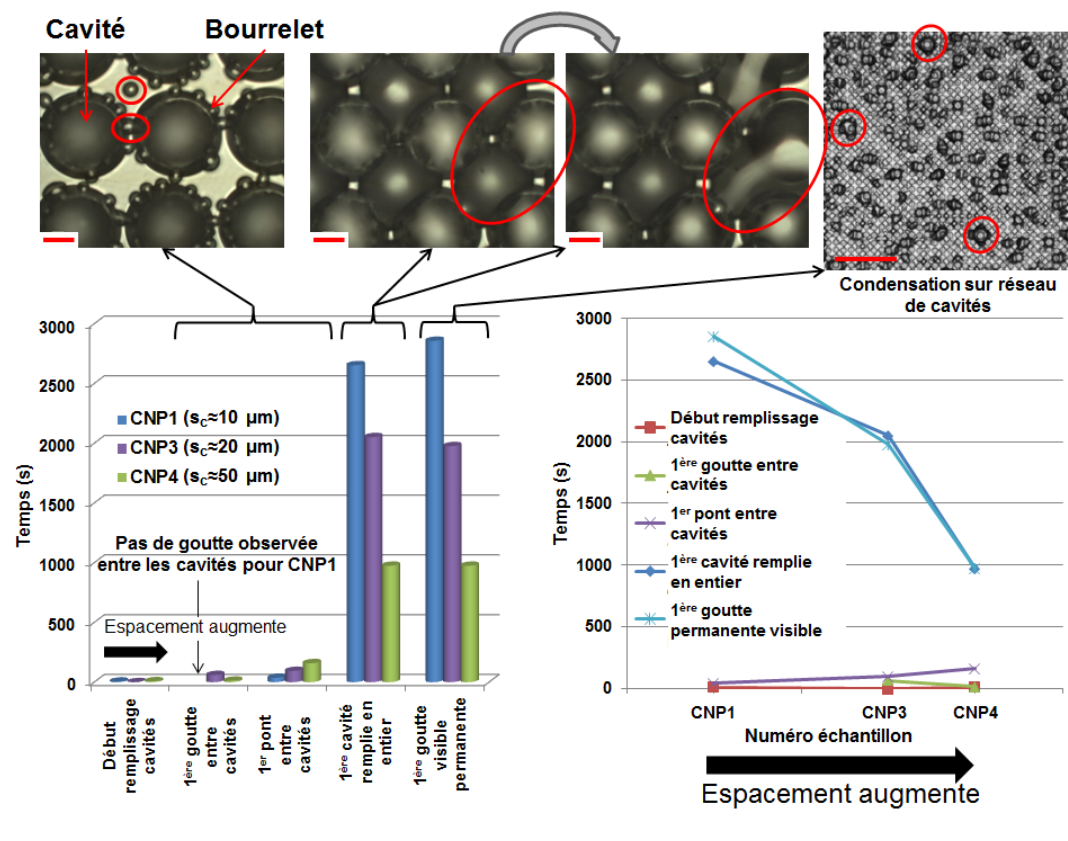 Cavité
Bourrelet
Condensation sur réseau
de cavités
3000
2500
2000
1500
1000
500
0
Temps (s)
CNP1 (sc≈10 µm)
CNP3 (sc≈20 µm)
CNP4 (sc≈50 µm)
Pas de goutte observée
entre les cavités pour CNP1
Espacement augmente
Début
remplissage
cavités
1ère goutte
entre
cavités
1er pont
entre
cavités
1ère cavité
remplie en
entier
1ère goutte
visible
permanente
3000
2500
2000
1500
1000
500
0
Temps (s)
Début remplissage
cavités
1ère goutte entre
cavités
1er pont entre
cavités
1ère cavité remplie
en entier
1ère goutte
permanente visible
CNP1
CNP3
CNP4
Numéro échantillon
Espacement augmente